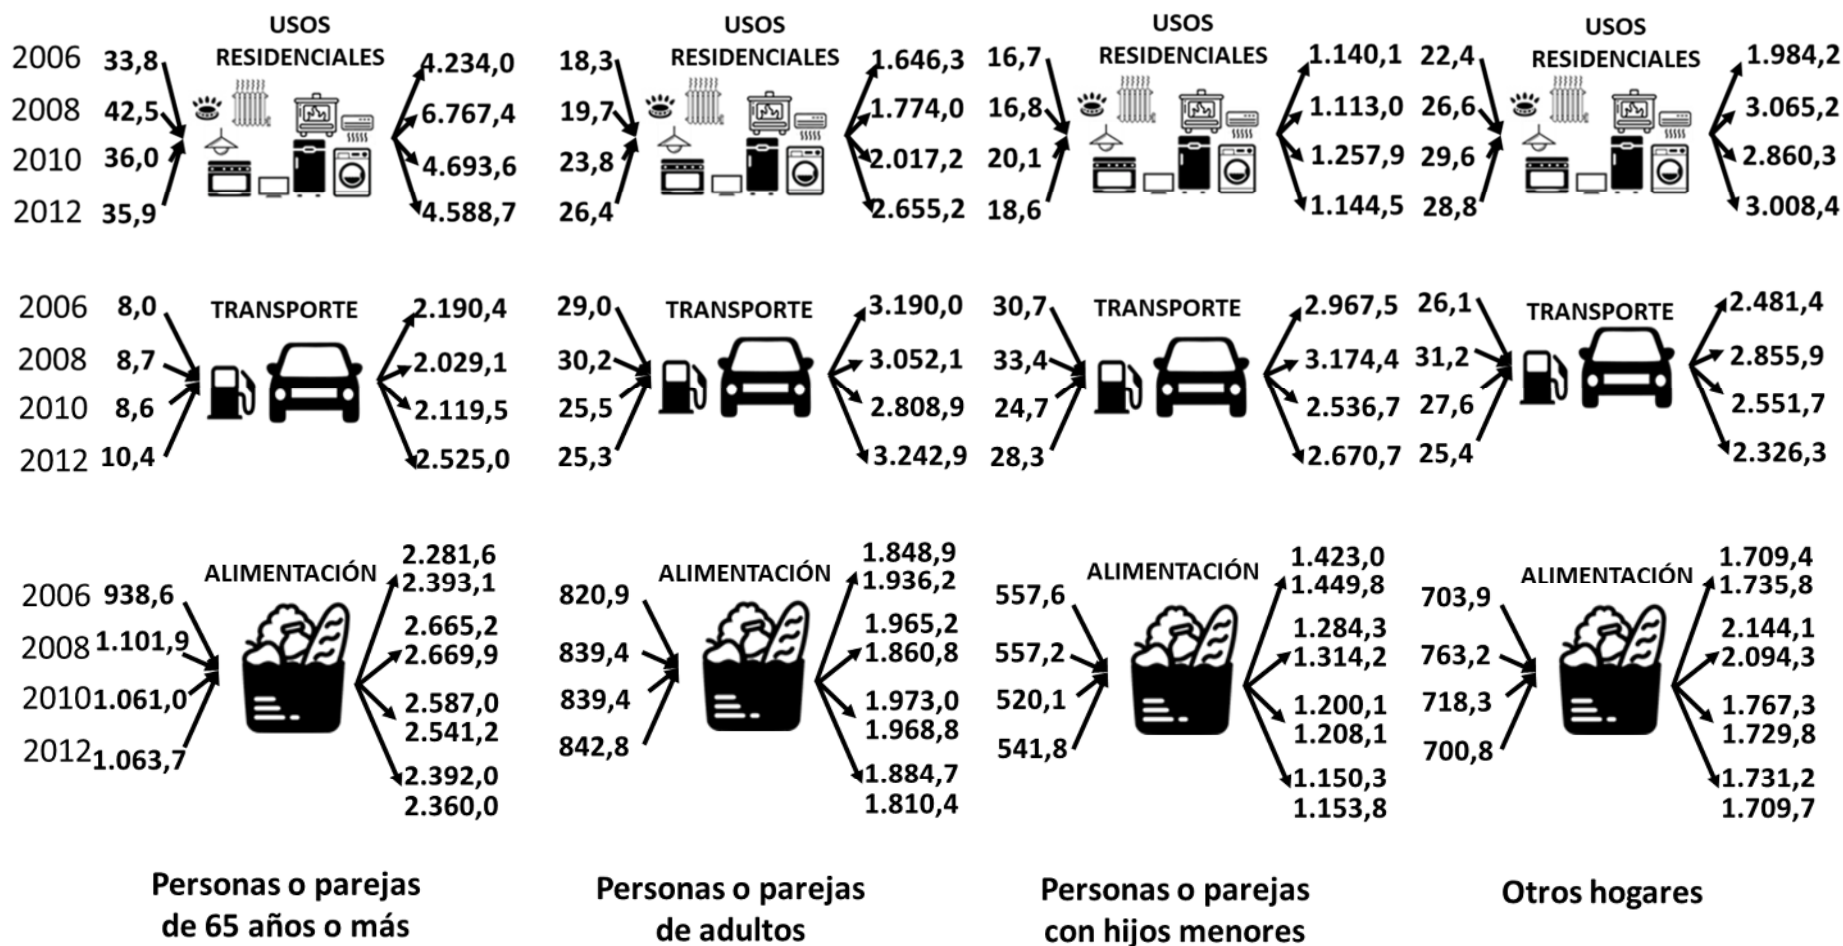 USOS
RESIDENCIALES
2006 33,8 4.234,0
2008 42,5 6.767,4
2010 36,0 4.693,6
2012 35,9 4.588,7
USOS
RESIDENCIALES
18,3 1.646,3
19,7 1.774,0
23,8 2.017,2
26,4 2.655,2
USOS
RESIDENCIALES
16,7 1.140,1
16,8 1.113,0
20,1 1.257,9
18,6 1.144,5
USOS
RESIDENCIALES
22,4 1.984,2
26,6 3.065,2
29,6 2.860,3
28,8 3.008,4
TRANSPORTE
2006 8,0 2.190,4
2008 8,7 2.029,1
2010 8,6 2.119,5
2012 10,4 2.525,0
TRANSPORTE
29,0 3.190,0
30,2 3.052,1
25,5 2.808,9
25,3 3.242,9
TRANSPORTE
30,7 2.967,5
33,4 3.174,4
24,7 2.536,7
28,3 2.670,7
TRANSPORTE
26,1 2.481,4
31,2 2.855,9
27,6 2.551,7
25,4 2.326,3
ALIMENTACIÓN
2006 938,6
2008 1.101,9
2010 1.061,0
2012 1.063,7
2.281,6
2.393,1
2.665,2
2.669,9
2.587,0
2.541,2
2.392,0
2.360,0
ALIMENTACIÓN
820,9
839,4
839,4
842,8
1.848,9
1.936,2
1.965,2
1.860,8
1.973,0
1.968,8
1.884,7
1.810,4
ALIMENTACIÓN
557,6
557,2
520,1
541,8
1.423,0
1.449,8
1.284,3
1.314,2
1.200,1
1.208,1
1.150,3
1.153,8
ALIMENTACIÓN
703,9
763,2
718,3
700,8
1.709,4
1.735,8
2.144,1
2.094,3
1.767,3
1.729,8
1.731,2
1.709,7
Personas o parejas
de 65 años o más
Personas o parejas
de adultos
Personas o parejas
con hijos menores
Otros hogares